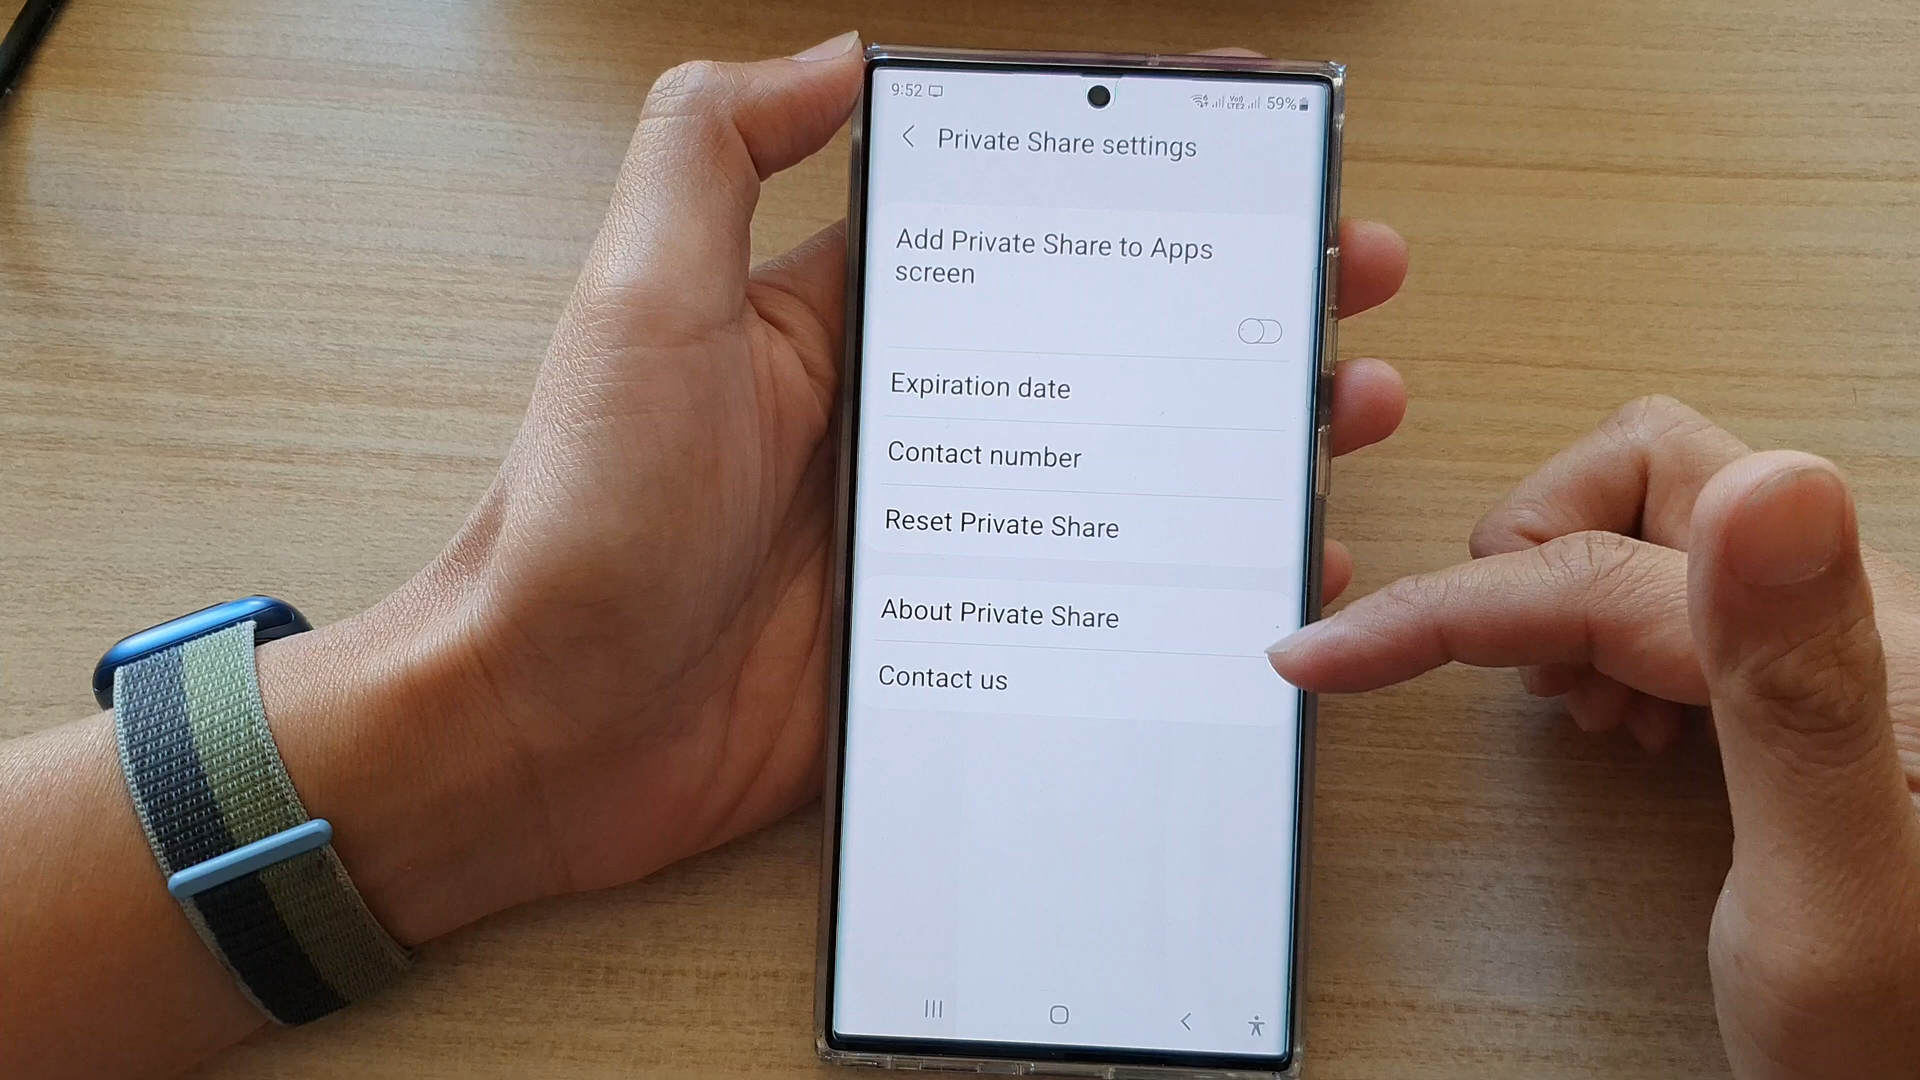 9:52
59%
Private Share settings
Add Private Share to Apps
screen
Expiration date
Contact number
Reset Private Share
About Private Share
Contact us